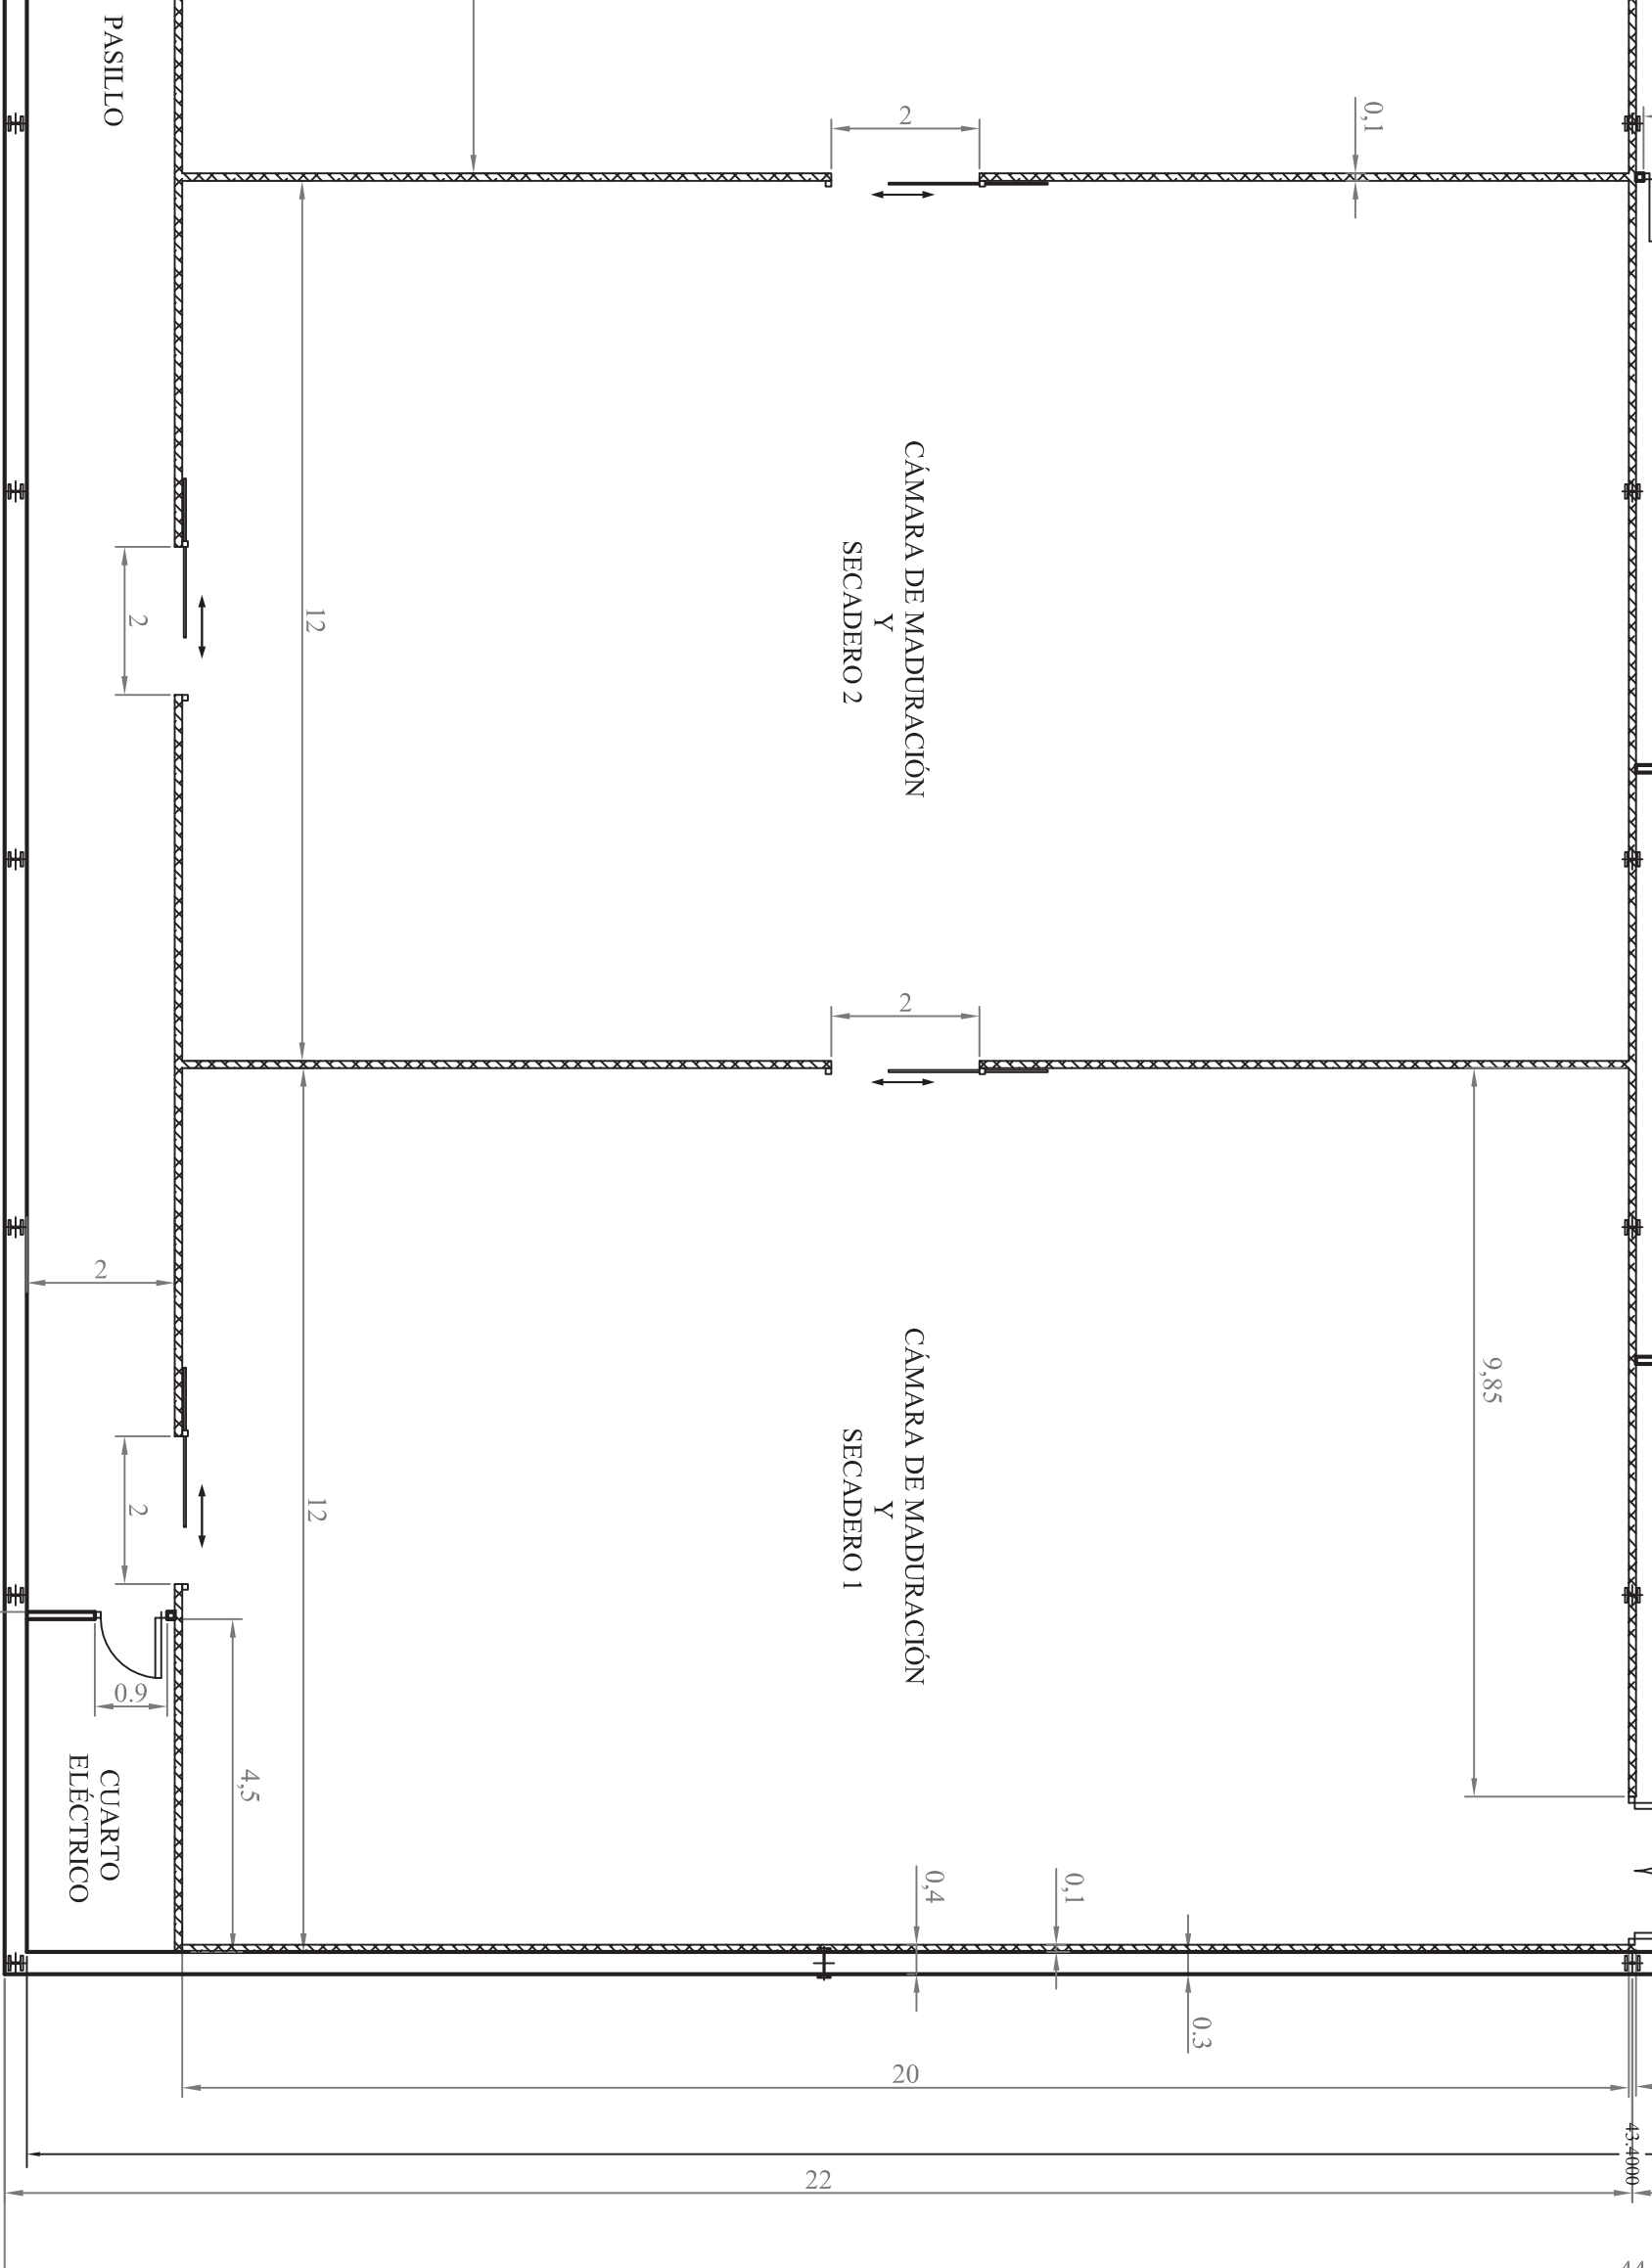 PASILLO
2
0,1
CÁMARA DE MADURACIÓN
Y
SECADERO 2
2
12
2
2
9,85
CÁMARA DE MADURACIÓN
Y
SECADERO 1
2
12
0.9
4,5
CUARTO
ELÉCTRICO
0,4
0,1
0.3
20
43.4000
22